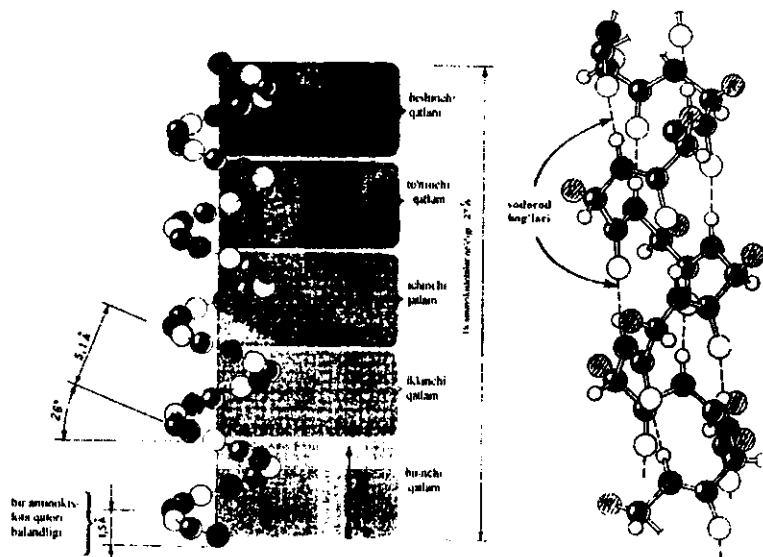 beshinchi
qatlam
to'rtinchi
qatlam
uchinchi
qatlam
ikkinchi
qatlam
birinchi
qatlam
vodorod
bog'lari
5,1 Å
26°
bir aminokis-
lota qatori
balandligi
1,5 Å